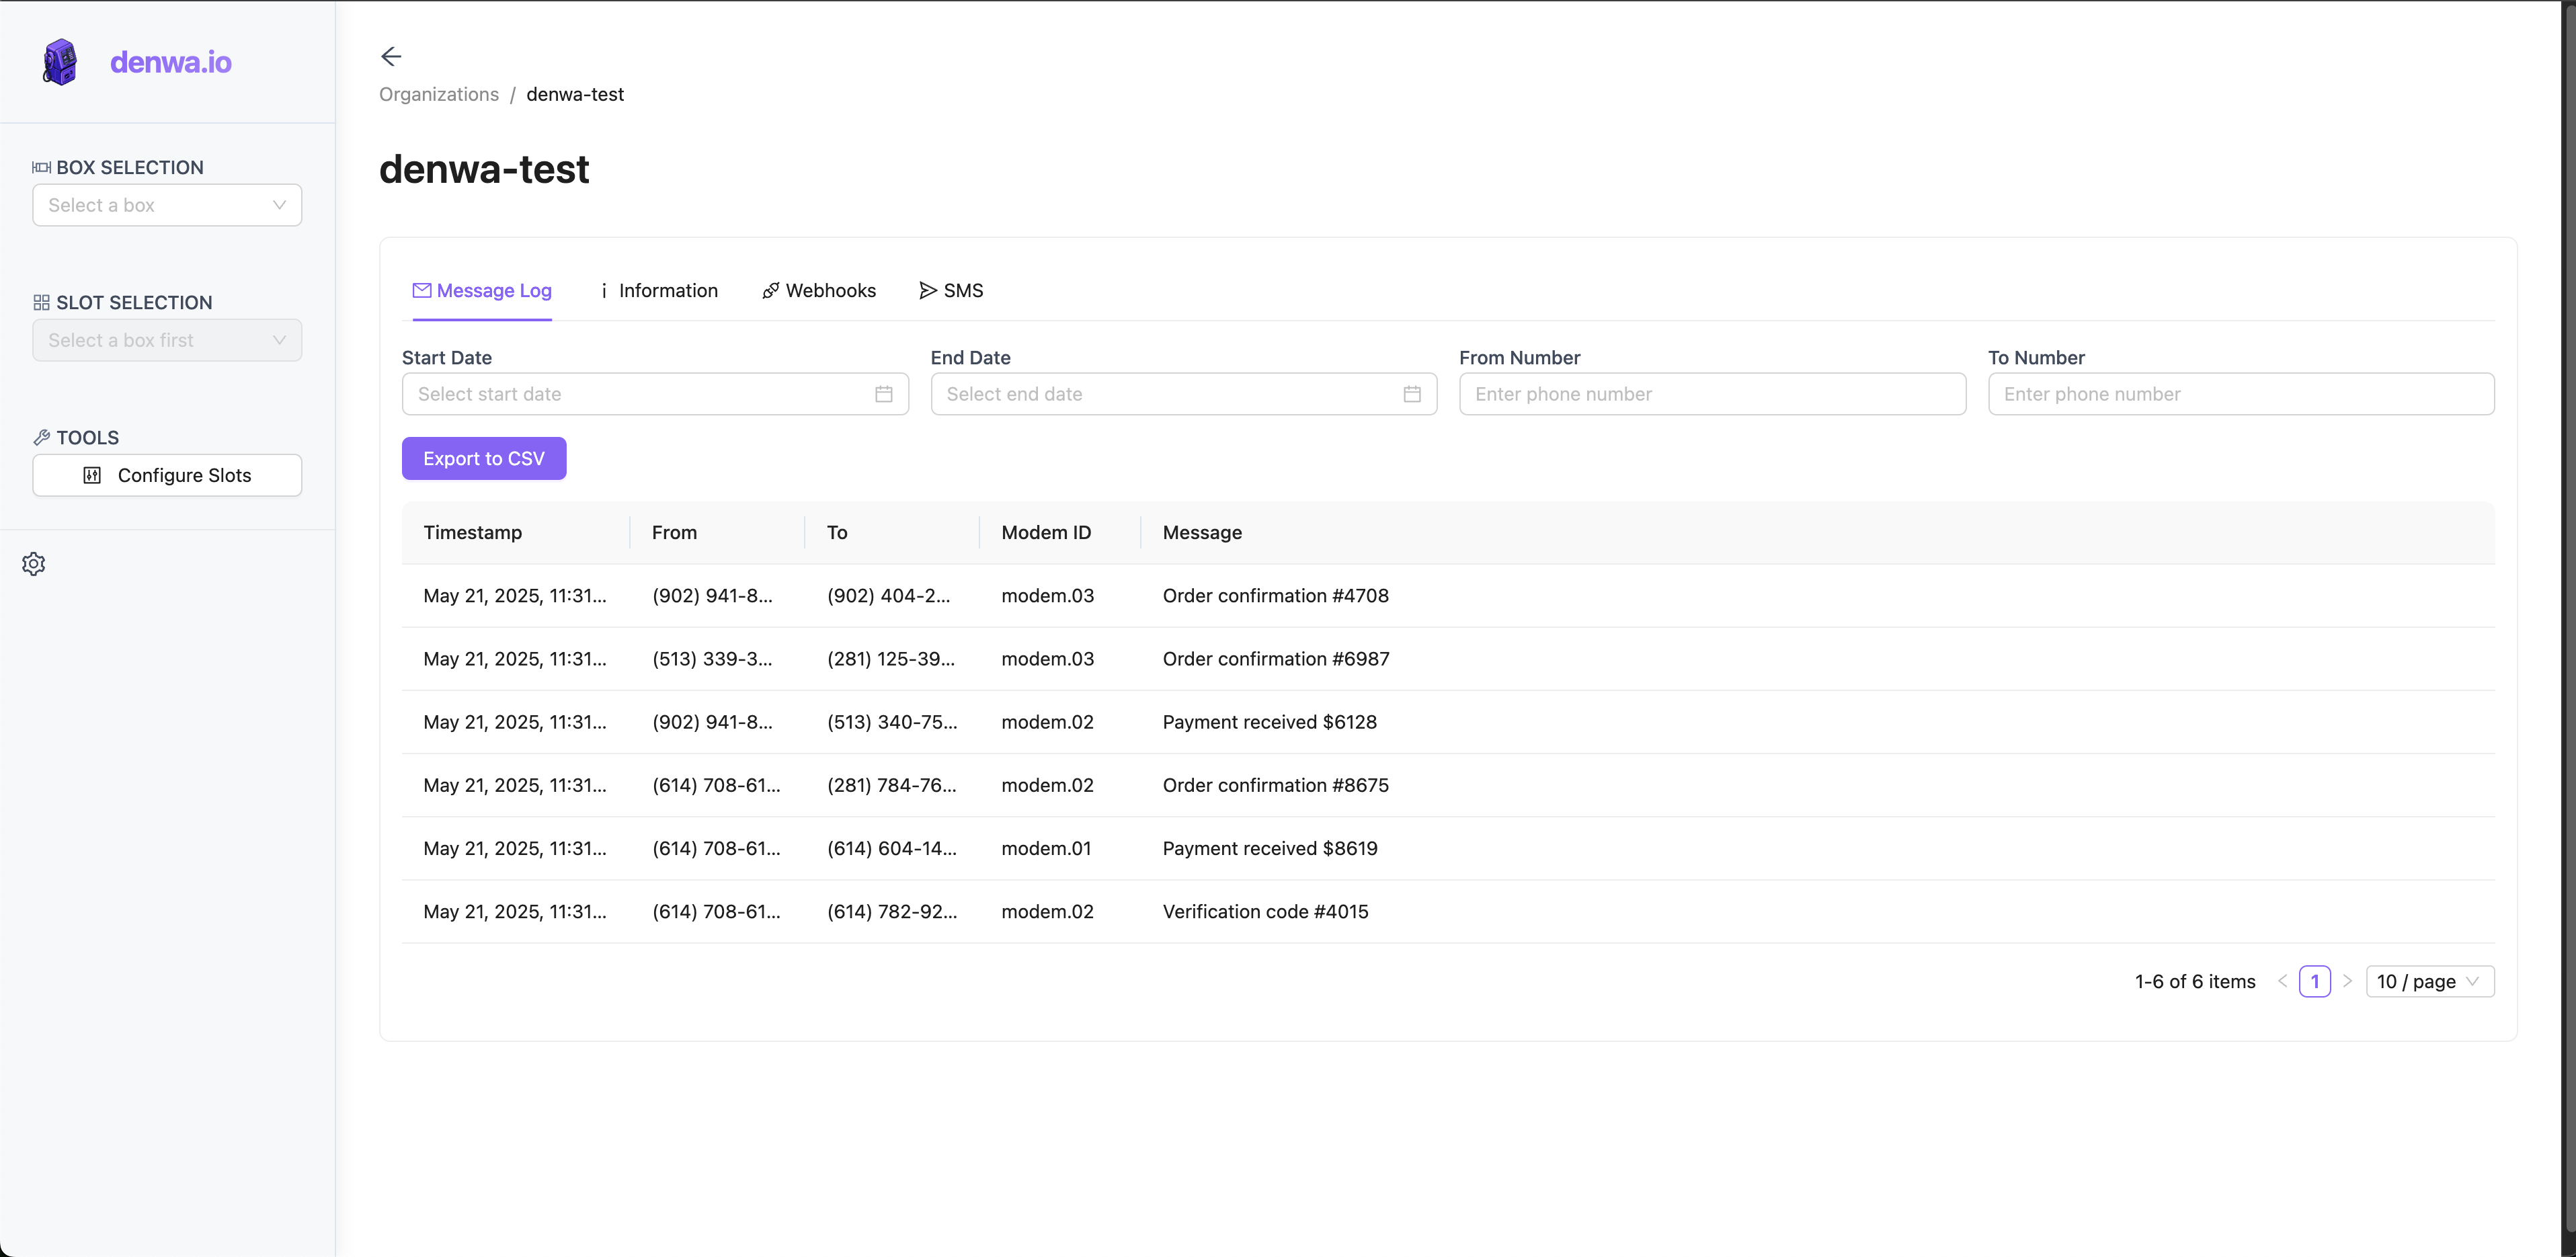 denwa.io
BOX SELECTION
Select a box
SLOT SELECTION
Select a box first
TOOLS
Configure Slots
Organizations / denwa-test
denwa-test
Message Log Information Webhooks SMS
Start Date End Date From Number To Number
Select start date Select end date Enter phone number Enter phone number
Export to CSV
Timestamp From To Modem ID Message
May 21, 2025, 11:31... (902) 941-8... (902) 404-2... modem.03 Order confirmation #4708
May 21, 2025, 11:31... (513) 339-3... (281) 125-39... modem.03 Order confirmation #6987
May 21, 2025, 11:31... (902) 941-8... (513) 340-75... modem.02 Payment received $6128
May 21, 2025, 11:31... (614) 708-61... (281) 784-76... modem.02 Order confirmation #8675
May 21, 2025, 11:31... (614) 708-61... (614) 604-14... modem.01 Payment received $8619
May 21, 2025, 11:31... (614) 708-61... (614) 782-92... modem.02 Verification code #4015
1-6 of 6 items 1 10 / page